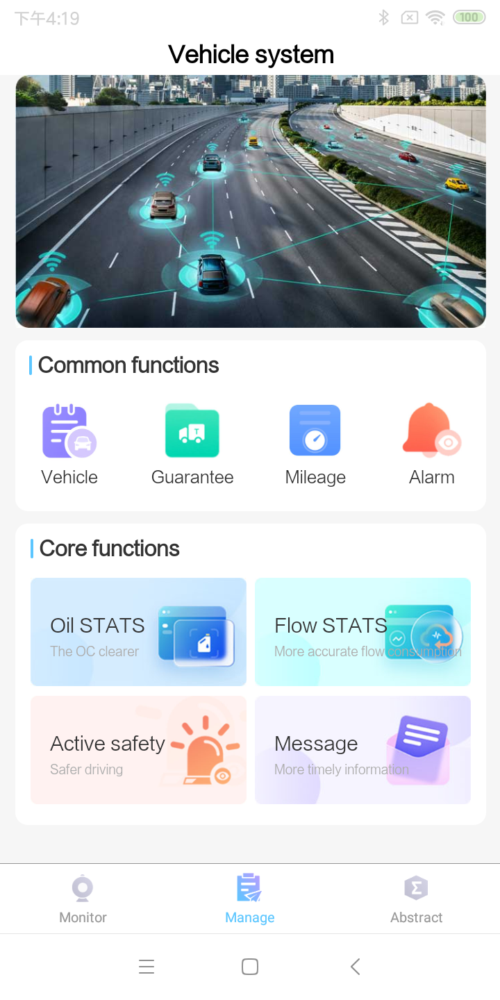 下午4:19
100
Vehicle system
Common functions
Vehicle
Guarantee
Mileage
Alarm
Core functions
Oil STATS
The OC clearer
Flow STATS
More accurate flow consumption
Active safety
Safer driving
Message
More timely information
Monitor
Manage
Abstract